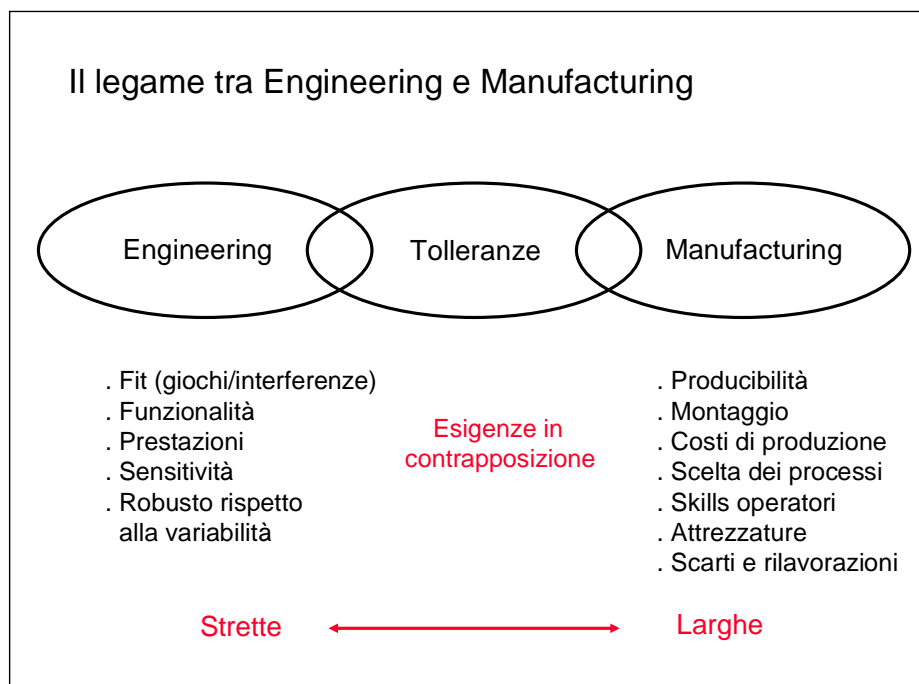 Il legame tra Engineering e Manufacturing
Engineering
Tolleranze
Manufacturing
. Fit (giochi/interferenze)
. Funzionalità
. Prestazioni
. Sensitività
. Robusto rispetto
alla variabilità
Esigenze in
contrapposizione
. Producibilità
. Montaggio
. Costi di produzione
. Scelta dei processi
. Skills operatori
. Attrezzature
. Scarti e rilavorazioni
Strette
Larghe